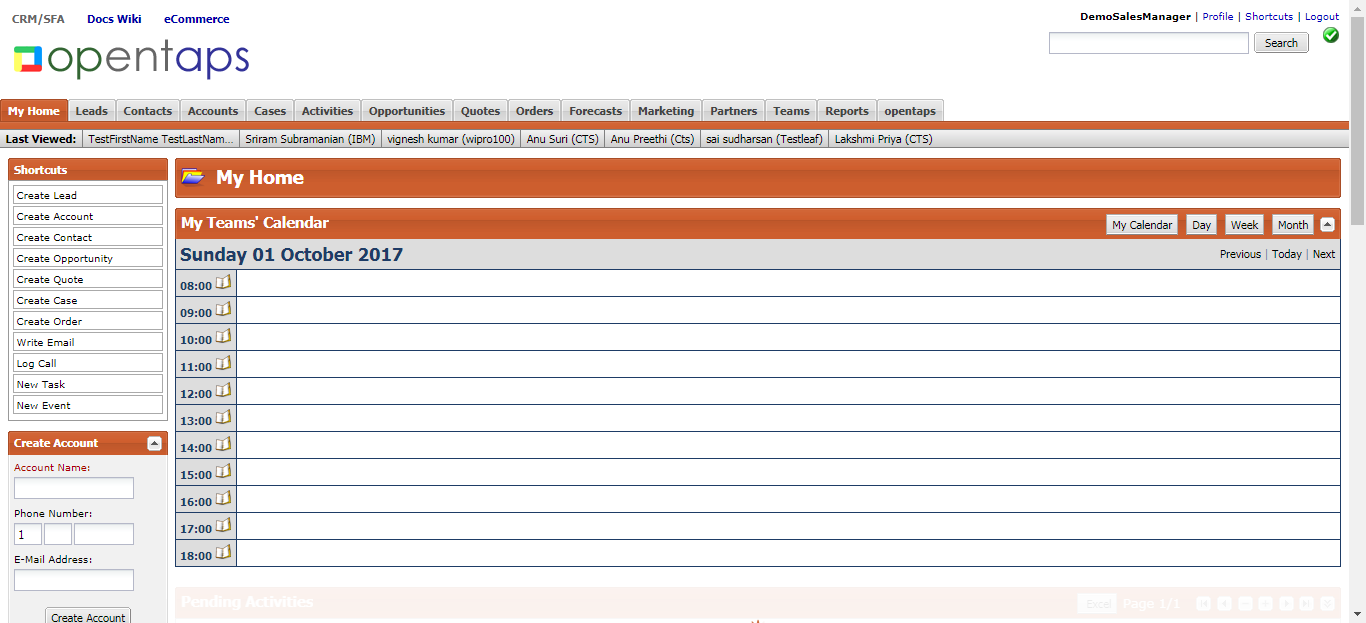 CRM/SFA Docs Wiki eCommerce
DemoSalesManager | Profile | Shortcuts | Logout
opentaps
Search
My Home Leads Contacts Accounts Cases Activities Opportunities Quotes Orders Forecasts Marketing Partners Teams Reports opentaps
Last Viewed: TestFirstName TestLastNam... Sriram Subramanian (IBM) vignesh kumar (wipro100) Anu Suri (CTS) Anu Preethi (Cts) sai sudharsan (Testleaf) Lakshmi Priya (CTS)
Shortcuts
Create Lead
Create Account
Create Contact
Create Opportunity
Create Quote
Create Case
Create Order
Write Email
Log Call
New Task
New Event
Create Account
Account Name:
Phone Number:
1
E-Mail Address:
Create Account
My Home
My Teams' Calendar My Calendar Day Week Month
Sunday 01 October 2017 Previous | Today | Next
08:00
09:00
10:00
11:00
12:00
13:00
14:00
15:00
16:00
17:00
18:00
Pending Activities Excel Page 1/1